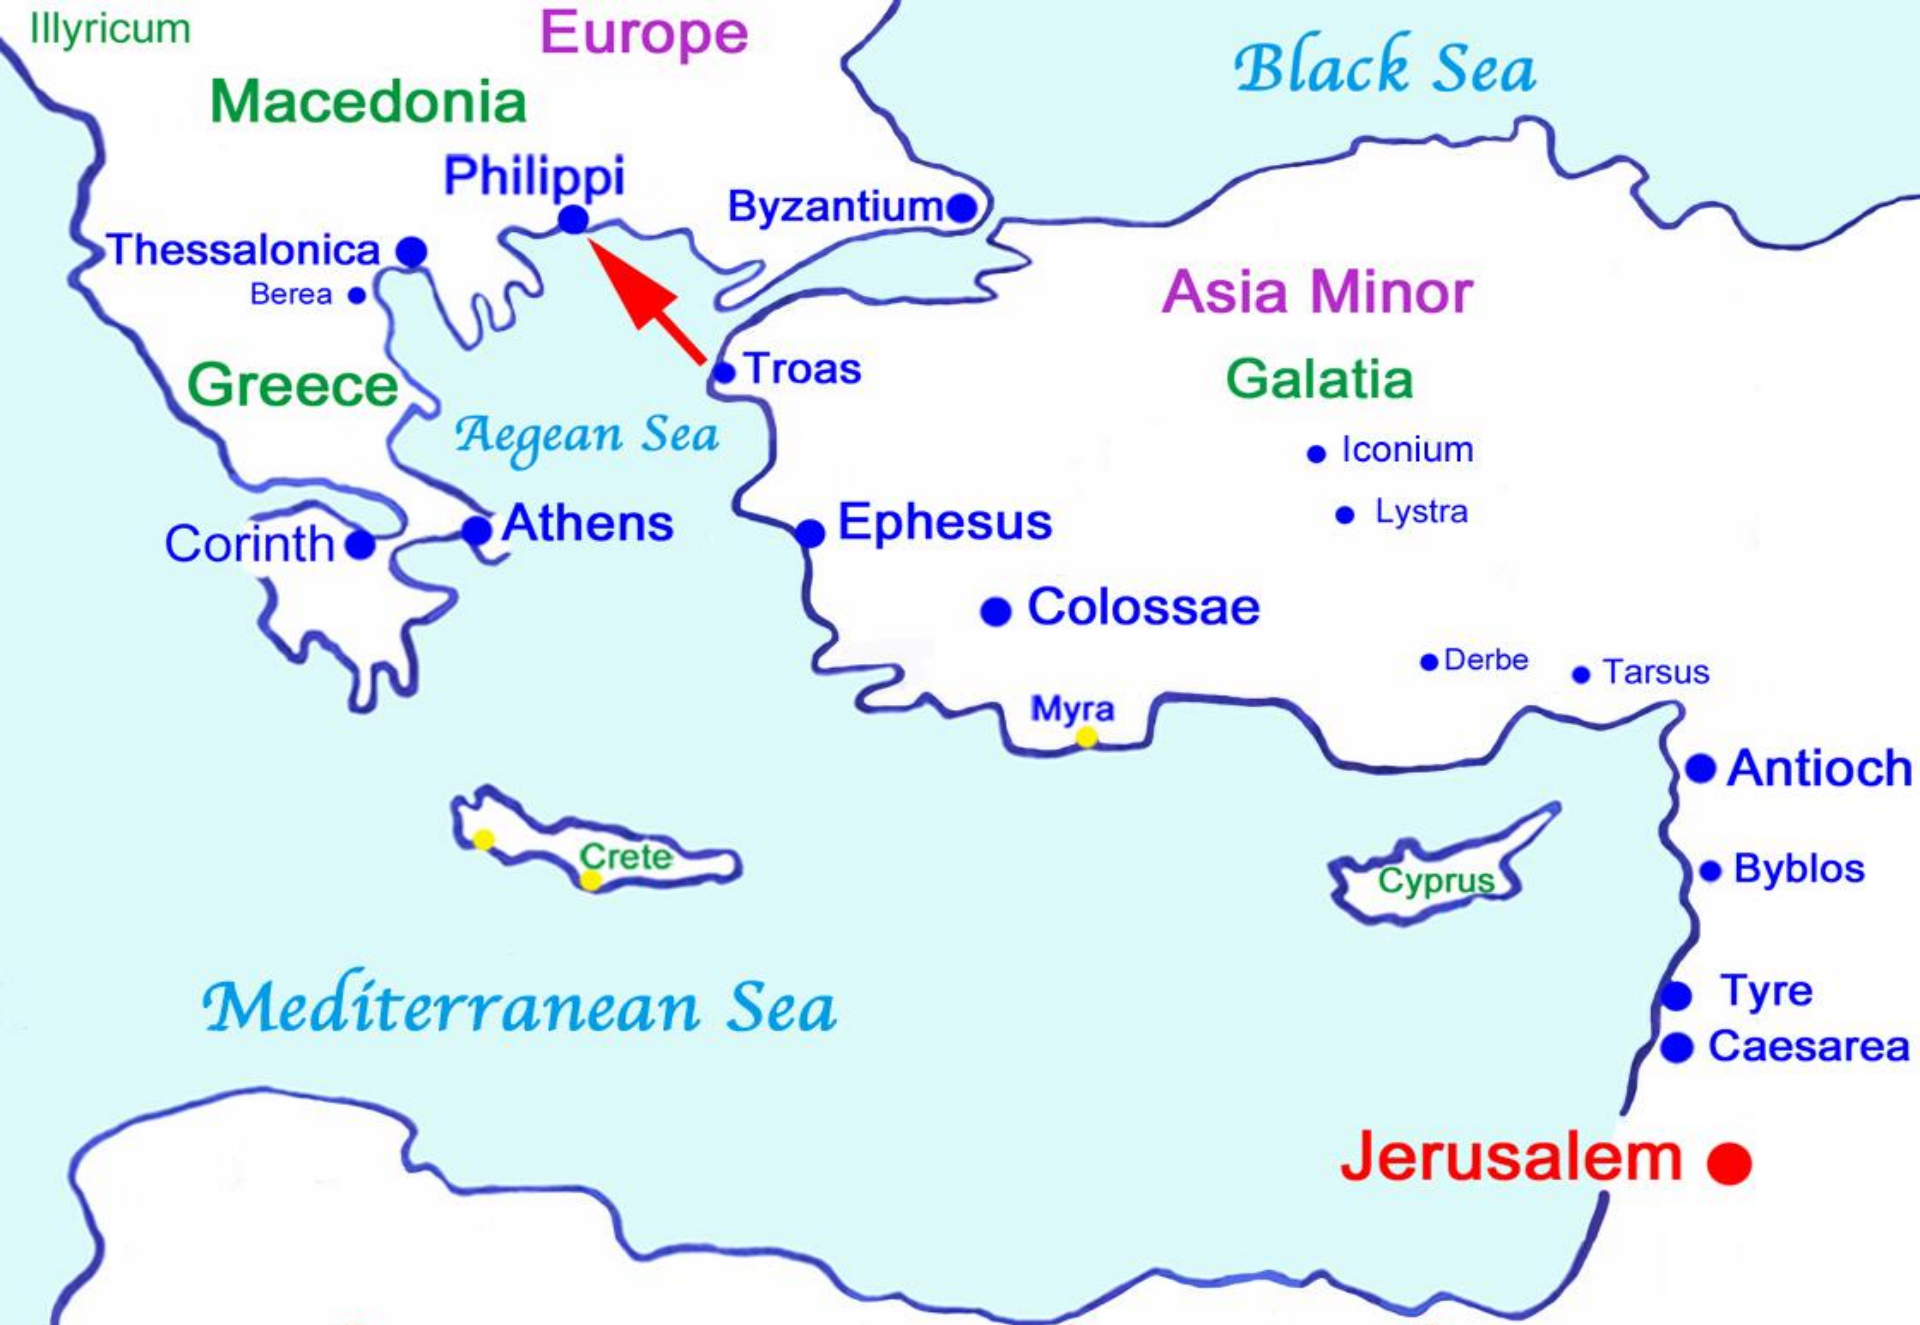 Illyricum
Europe
Black Sea
Macedonia
Philippi
Byzantium
Thessalonica
Berea
Asia Minor
Troas
Greece
Galatia
Aegean Sea
Iconium
Lystra
Corinth
Athens
Ephesus
Colossae
Derbe
Tarsus
Myra
Antioch
Crete
Cyprus
Byblos
Mediterranean Sea
Tyre
Caesarea
Jerusalem